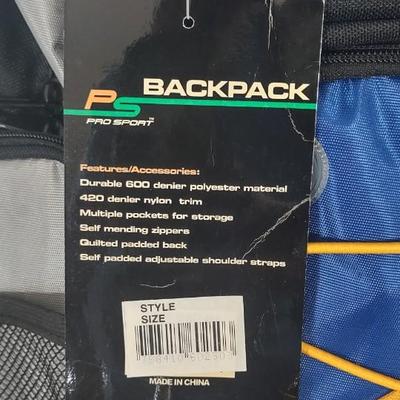 BACKPACK
PS
PRO SPORT™
Features/Accessories:
Durable 600 denier polyester material
420 denier nylon trim
Multiple pockets for storage
Self mending zippers
Quilted padded back
Self padded adjustable shoulder straps
STYLE
SIZE
MADE IN CHINA